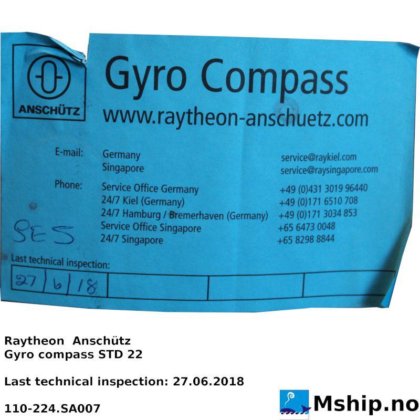 Gyro Compass
ANSCHÜTZ
www.raytheon-anschuetz.com
E-mail: Germany service@raykiel.com
Singapore service@raysingapore.com
Phone: Service Office Germany +49 (0)431 3019 96440
24/7 Kiel (Germany) +49 (0)171 6510 708
24/7 Hamburg / Bremerhaven (Germany) +49 (0)171 3034 853
Service Office Singapore +65 6473 0048
24/7 Singapore +65 8298 8844
SES
Last technical inspection:
27/6/18
Raytheon Anschütz
Gyro compass STD 22
Last technical inspection: 27.06.2018
110-224.SA007
Mship.no